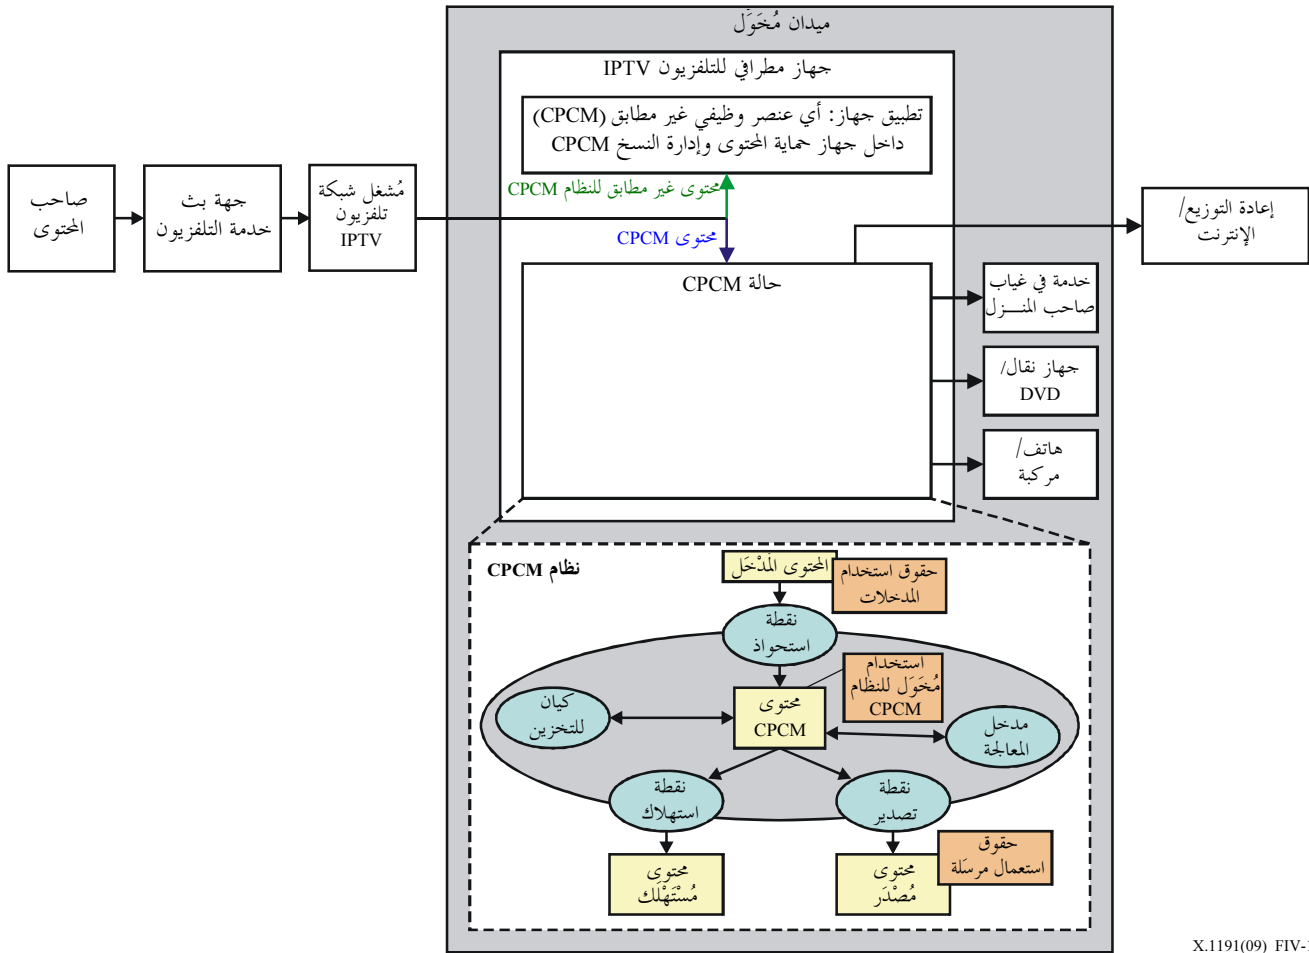 ميدان مُخَوَّل
جهاز مطرافي للتلفزيون IPTV
تطبيق جهاز: أي عنصر وظيفي غير مطابق (CPCM)
داخل جهاز حماية المحتوى وإدارة النسخ CPCM
محتوى غير مطابق للنظام CPCM
محتوى CPCM
صاحب
المحتوى
جهة بث
خدمة التلفزيون
مُشغل شبكة
تلفزيون
IPTV
إعادة التوزيع/
الإنترنت
حالة CPCM
خدمة في غياب
صاحب المنـــزل
جهاز نقال/
DVD
هاتف/
مركبة
نظام CPCM
المحتوى المُدْخَل
حقوق استخدام
المدخلات
نقطة
استحواذ
استخدام
مُخَوَل للنظام
CPCM
محتوى
CPCM
كيان
للتخزين
مدخل
المعالجة
نقطة
استهلاك
نقطة
تصدير
محتوى
مُسْتَهْلَك
محتوى
مُصْدَر
حقوق
استعمال مرسَلة
X.1191(09)_FIV-1